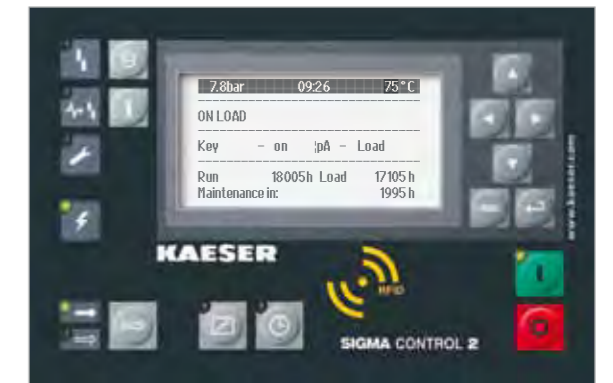 7.8bar 09:26 75°C
ON LOAD
Key - on ¦pA - Load
Run 18005h Load 17105h
Maintenance in: 1995h
www.kaeser.com
KAESER
RFID
SIGMA CONTROL 2